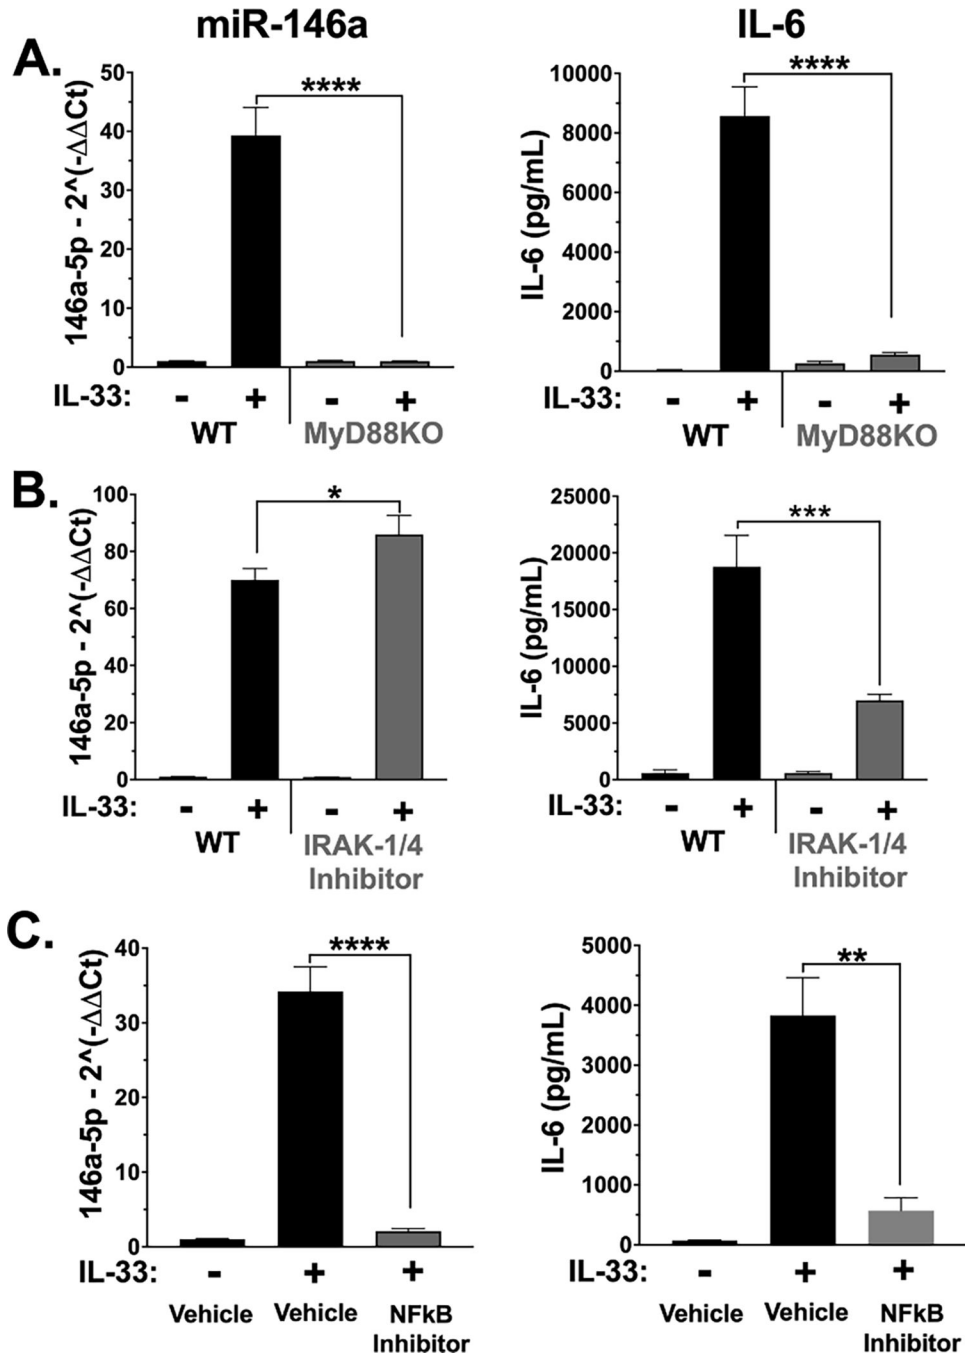 miR-146a
IL-6
A.
146a-5p - 2^(-ΔΔCt)
50
40
30
20
10
0
****
IL-33: - + - +
WT MyD88KO
IL-6 (pg/mL)
10000
8000
6000
4000
2000
0
****
IL-33: - + - +
WT MyD88KO
B.
146a-5p - 2^(-ΔΔCt)
100
80
60
40
20
0
*
IL-33: - + - +
WT IRAK-1/4
Inhibitor
IL-6 (pg/mL)
25000
20000
15000
10000
5000
0
***
IL-33: - + - +
WT IRAK-1/4
Inhibitor
C.
146a-5p - 2^(-ΔΔCt)
40
30
20
10
0
****
IL-33: - + +
Vehicle Vehicle NFkB
Inhibitor
IL-6 (pg/mL)
5000
4000
3000
2000
1000
0
**
IL-33: - + +
Vehicle Vehicle NFkB
Inhibitor